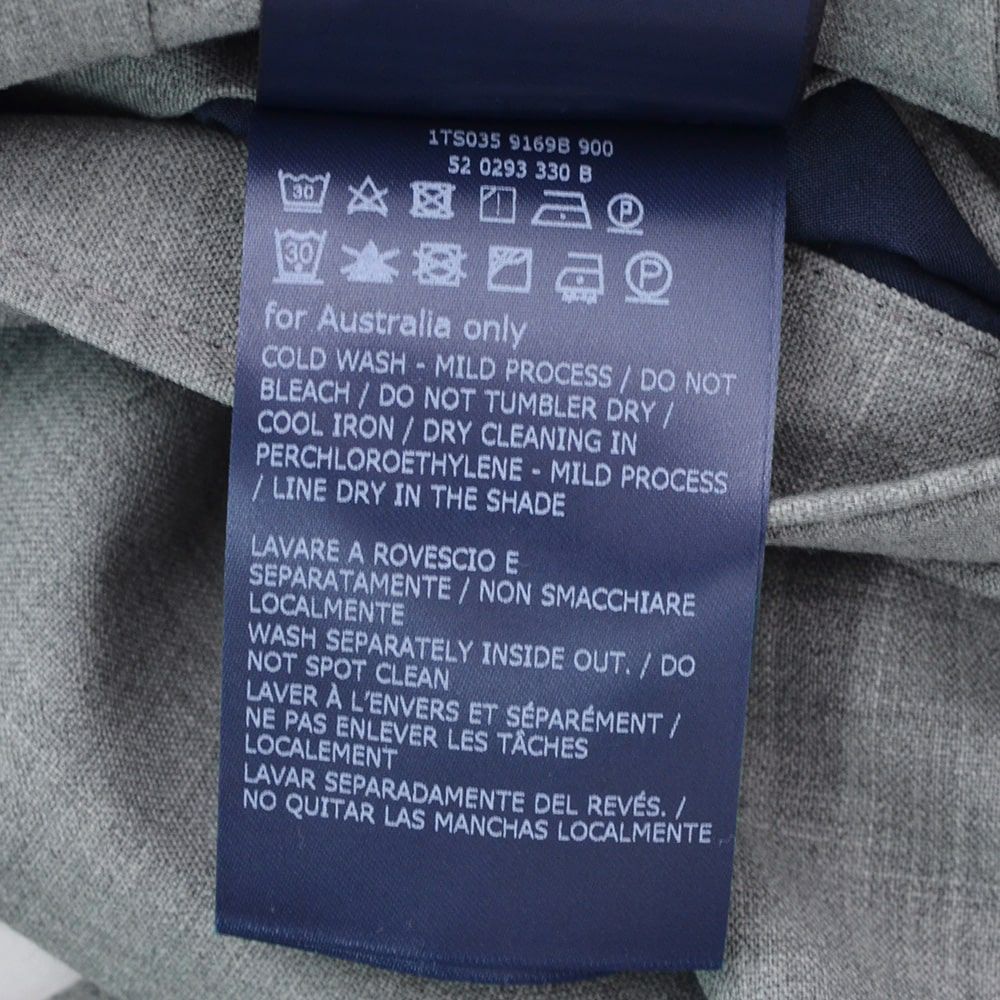 1TS035 9169B 900
52 0293 330 B
30 P
30 P
for Australia only
COLD WASH - MILD PROCESS / DO NOT
BLEACH / DO NOT TUMBLER DRY /
COOL IRON / DRY CLEANING IN
PERCHLOROETHYLENE - MILD PROCESS
/ LINE DRY IN THE SHADE
LAVARE A ROVESCIO E
SEPARATAMENTE / NON SMACCHIARE
LOCALMENTE
WASH SEPARATELY INSIDE OUT. / DO
NOT SPOT CLEAN
LAVER À L'ENVERS ET SÉPARÉMENT /
NE PAS ENLEVER LES TÂCHES
LOCALEMENT
LAVAR SEPARADAMENTE DEL REVÉS. /
NO QUITAR LAS MANCHAS LOCALMENTE